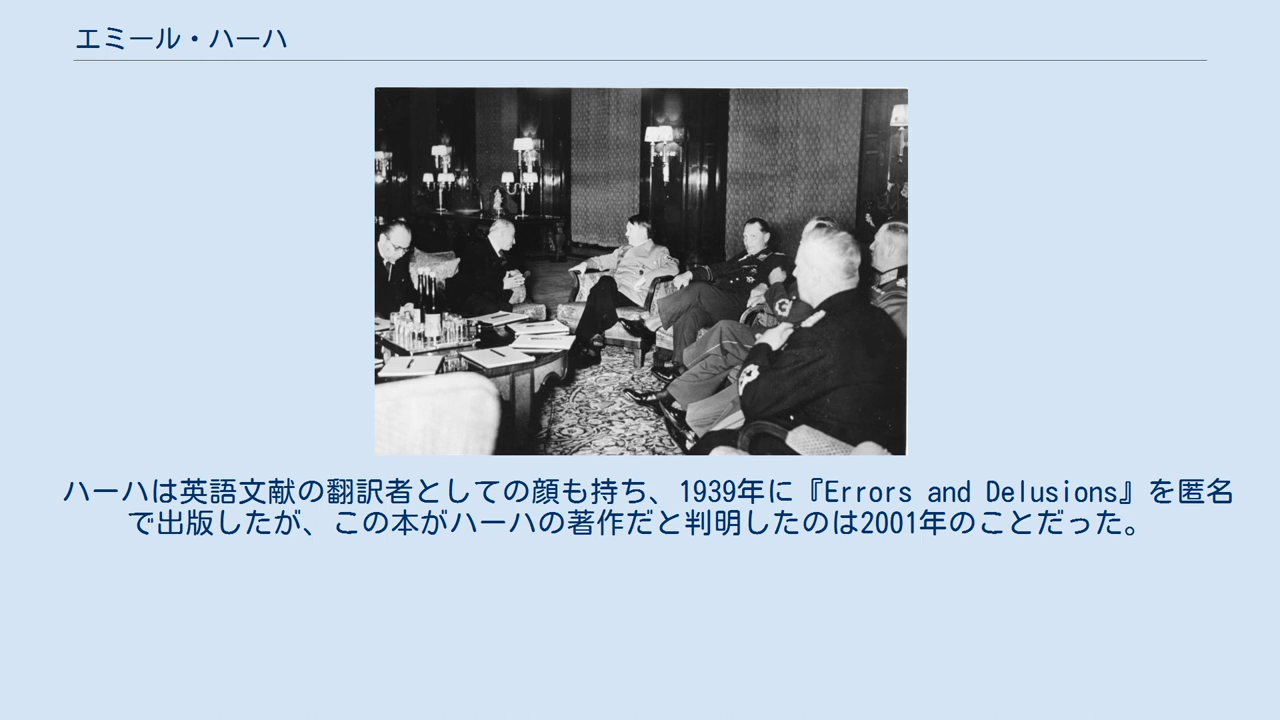 エミール・ハーハ
ハーハは英語文献の翻訳者としての顔も持ち、1939年に『Errors and Delusions』を匿名
で出版したが、この本がハーハの著作だと判明したのは2001年のことだった。